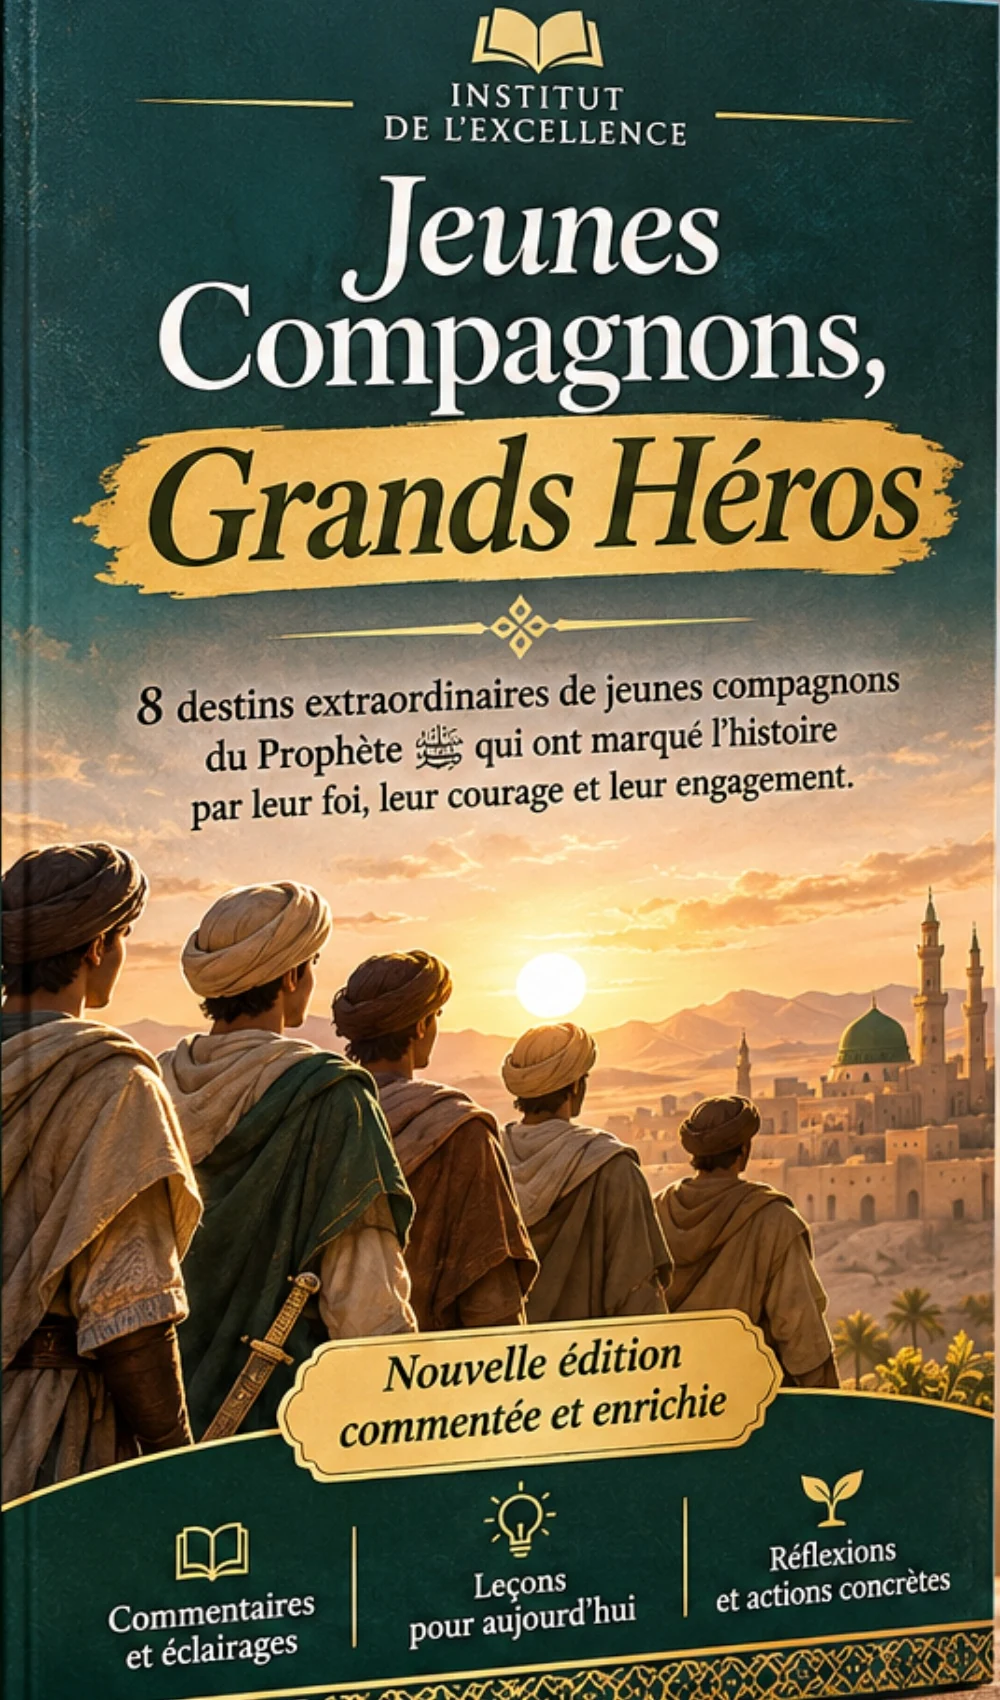 INSTITUT
DE L'EXCELLENCE
Jeunes
Compagnons,
Grands Héros
8 destins extraordinaires de jeunes compagnons
du Prophète ﷺ qui ont marqué l'histoire
par leur foi, leur courage et leur engagement.
Nouvelle édition
commentée et enrichie
Commentaires
et éclairages
Leçons
pour aujourd'hui
Réflexions
et actions concrètes